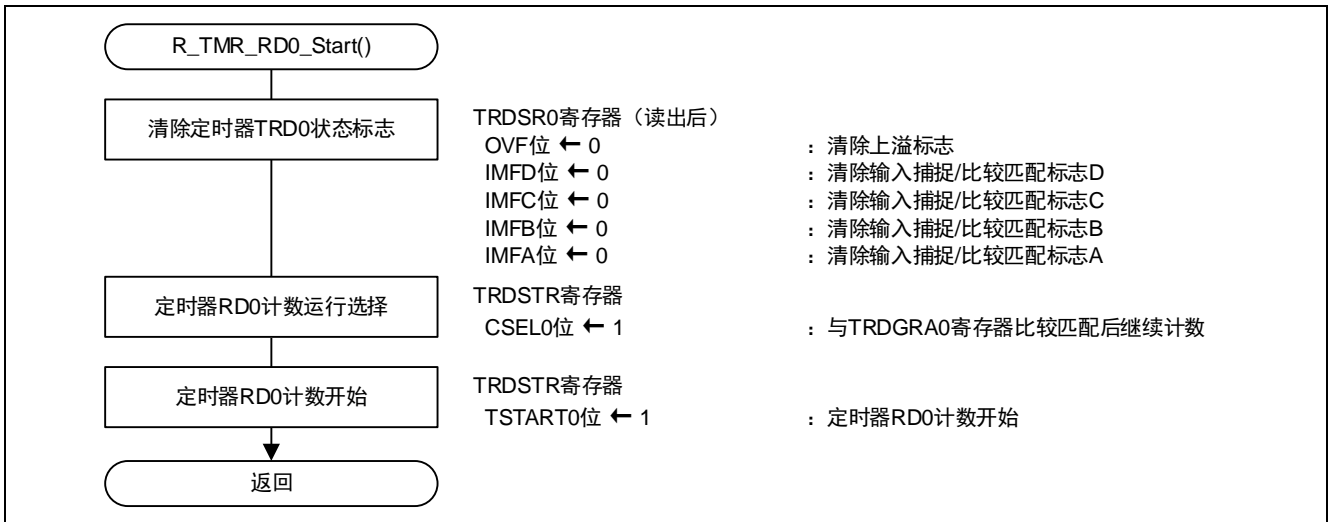 R_TMR_RD0_Start()
清除定时器TRD0状态标志
TRDSR0寄存器（读出后）
OVF位 ← 0 ：清除上溢标志
IMFD位 ← 0 ：清除输入捕捉/比较匹配标志D
IMFC位 ← 0 ：清除输入捕捉/比较匹配标志C
IMFB位 ← 0 ：清除输入捕捉/比较匹配标志B
IMFA位 ← 0 ：清除输入捕捉/比较匹配标志A
定时器RD0计数运行选择
TRDSTR寄存器
CSEL0位 ← 1 ：与TRDGRA0寄存器比较匹配后继续计数
定时器RD0计数开始
TRDSTR寄存器
TSTART0位 ← 1 ：定时器RD0计数开始
返回